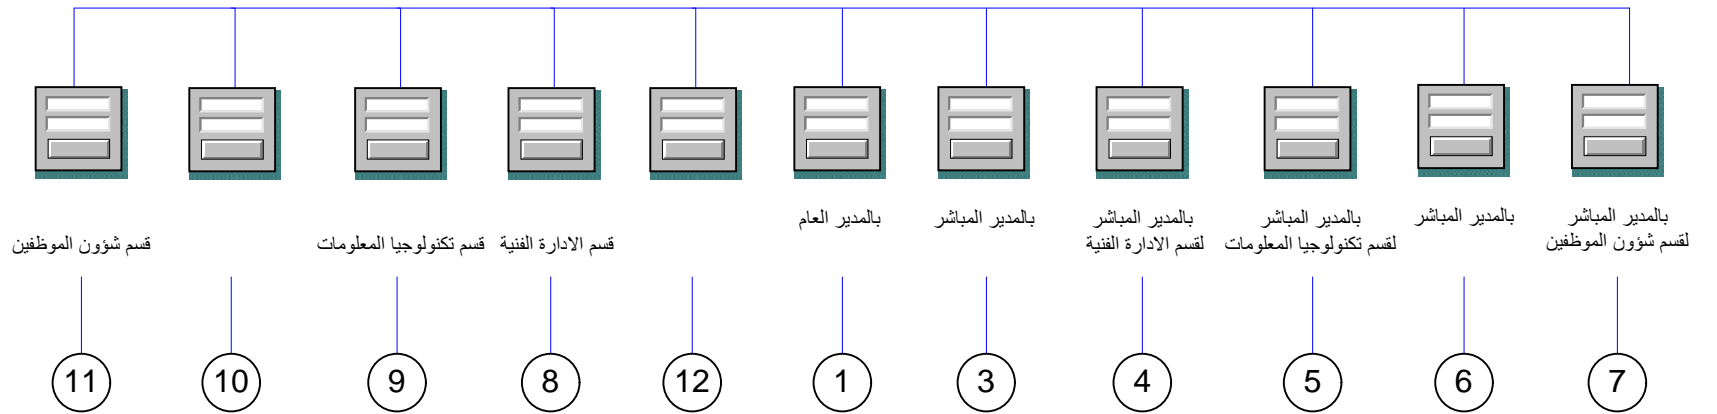 بالمدير المباشر
لقسم شؤون الموظفين
بالمدير المباشر
بالمدير المباشر
لقسم تكنولوجيا المعلومات
بالمدير المباشر
لقسم الادارة الفنية
بالمدير المباشر
بالمدير العام
قسم الادارة الفنية
قسم تكنولوجيا المعلومات
قسم شؤون الموظفين
7
6
5
4
3
1
12
8
9
10
11